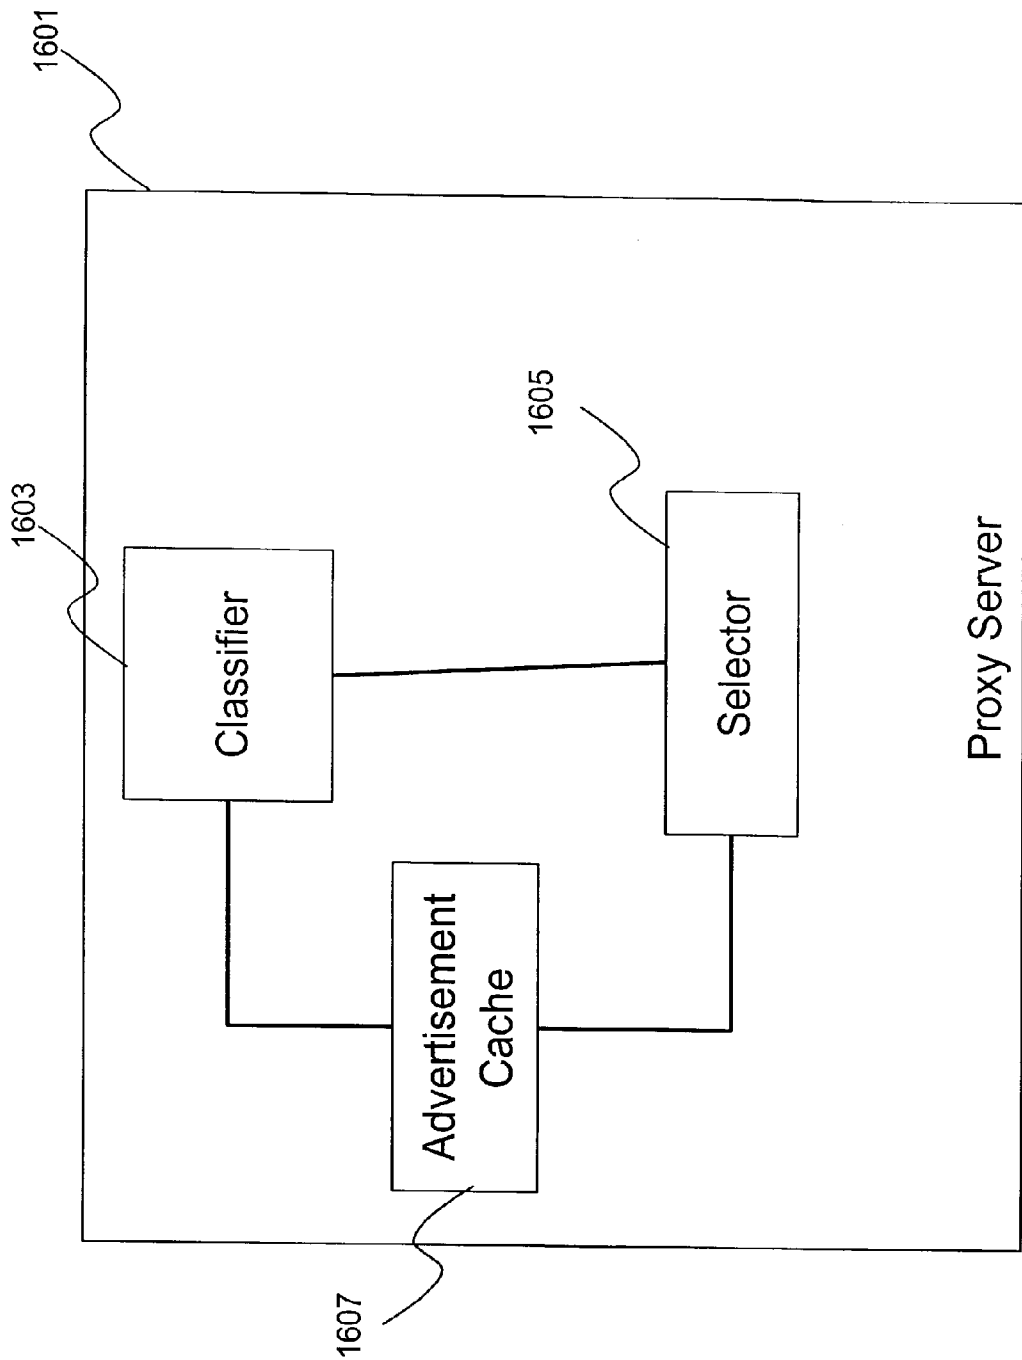 1601
1603
Classifier
1605
Advertisement
Cache
Selector
1607
Proxy Server